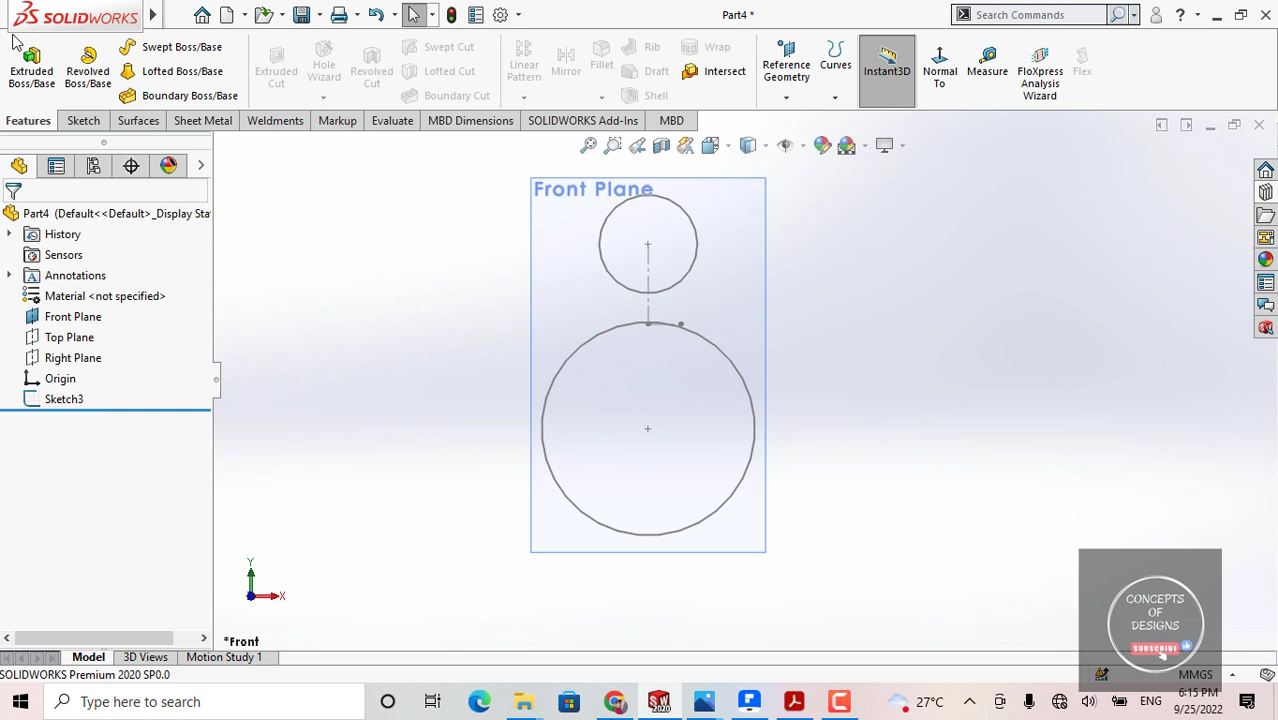 SOLIDWORKS
Part4 *
Search Commands
Extruded Boss/Base
Revolved Boss/Base
Swept Boss/Base
Lofted Boss/Base
Boundary Boss/Base
Extruded Cut
Hole Wizard
Revolved Cut
Swept Cut
Lofted Cut
Boundary Cut
Linear Pattern
Mirror
Fillet
Rib
Draft
Shell
Wrap
Intersect
Reference Geometry
Curves
Instant3D
Normal To
Measure
FloXpress Analysis Wizard
Flex
Features
Sketch
Surfaces
Sheet Metal
Weldments
Markup
Evaluate
MBD Dimensions
SOLIDWORKS Add-Ins
MBD
Part4 (Default<<Default>_Display Sta
History
Sensors
Annotations
Material <not specified>
Front Plane
Top Plane
Right Plane
Origin
Sketch3
Front Plane
Y
X
*Front
CONCEPTS
OF
DESIGNS
SUBSCRIBE
Model
3D Views
Motion Study 1
SOLIDWORKS Premium 2020 SP0.0
MMGS
Type here to search
27°C
ENG
6:15 PM
9/25/2022